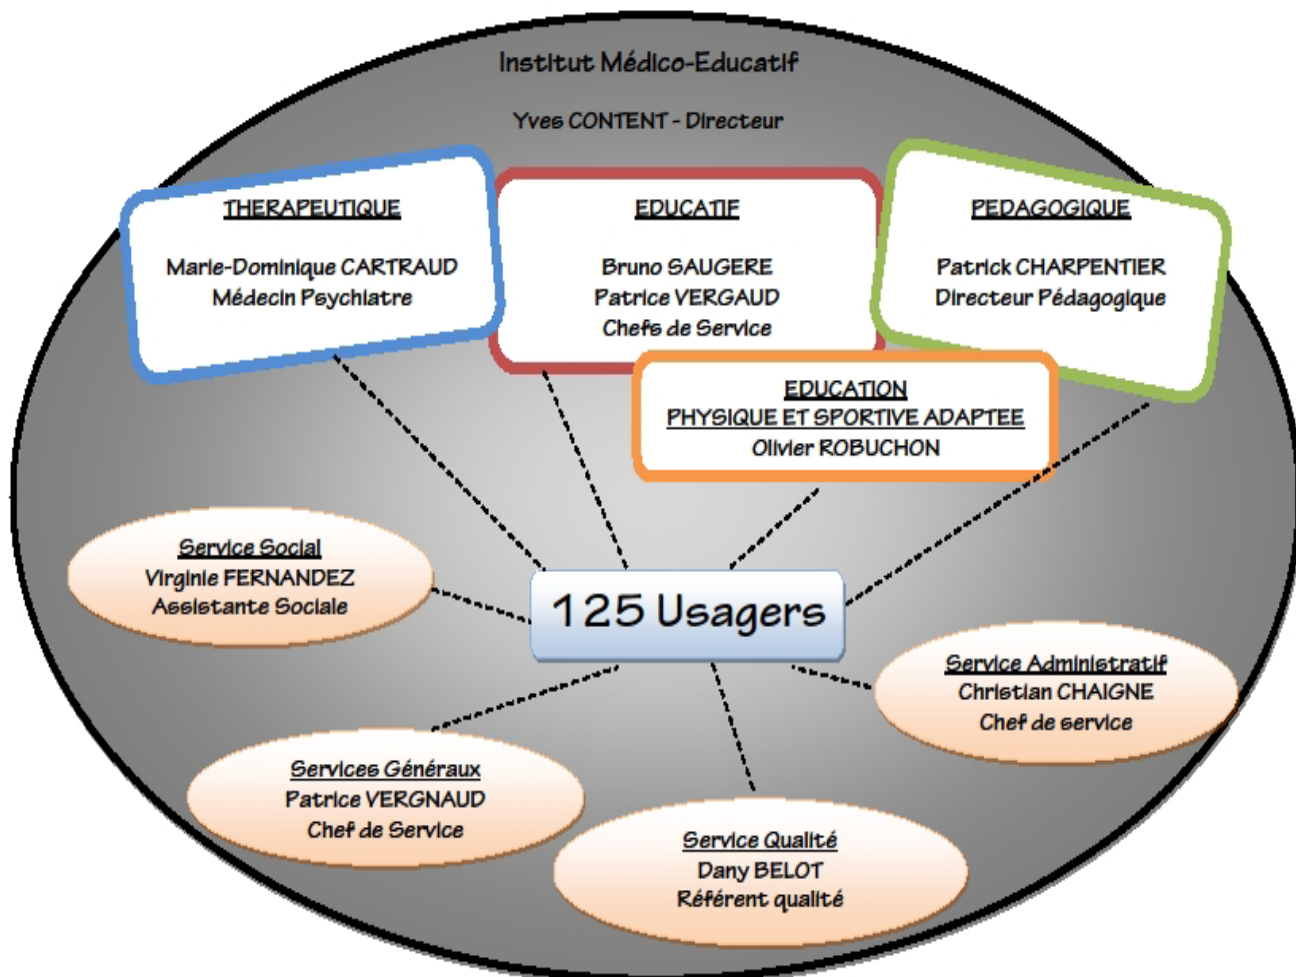 Institut Médico-Educatif
Yves CONTENT - Directeur
THERAPEUTIQUE
Marie-Dominique CARTRAUD
Médecin Psychiatre
EDUCATIF
Bruno SAUGERE
Patrice VERGAUD
Chefs de Service
PEDAGOGIQUE
Patrick CHARPENTIER
Directeur Pédagogique
EDUCATION
PHYSIQUE ET SPORTIVE ADAPTEE
Olivier ROBUCHON
Service Social
Virginie FERNANDEZ
Assistante Sociale
125 Usagers
Service Administratif
Christian CHAIGNE
Chef de service
Services Généraux
Patrice VERGNAUD
Chef de Service
Service Qualité
Dany BELOT
Référent qualité